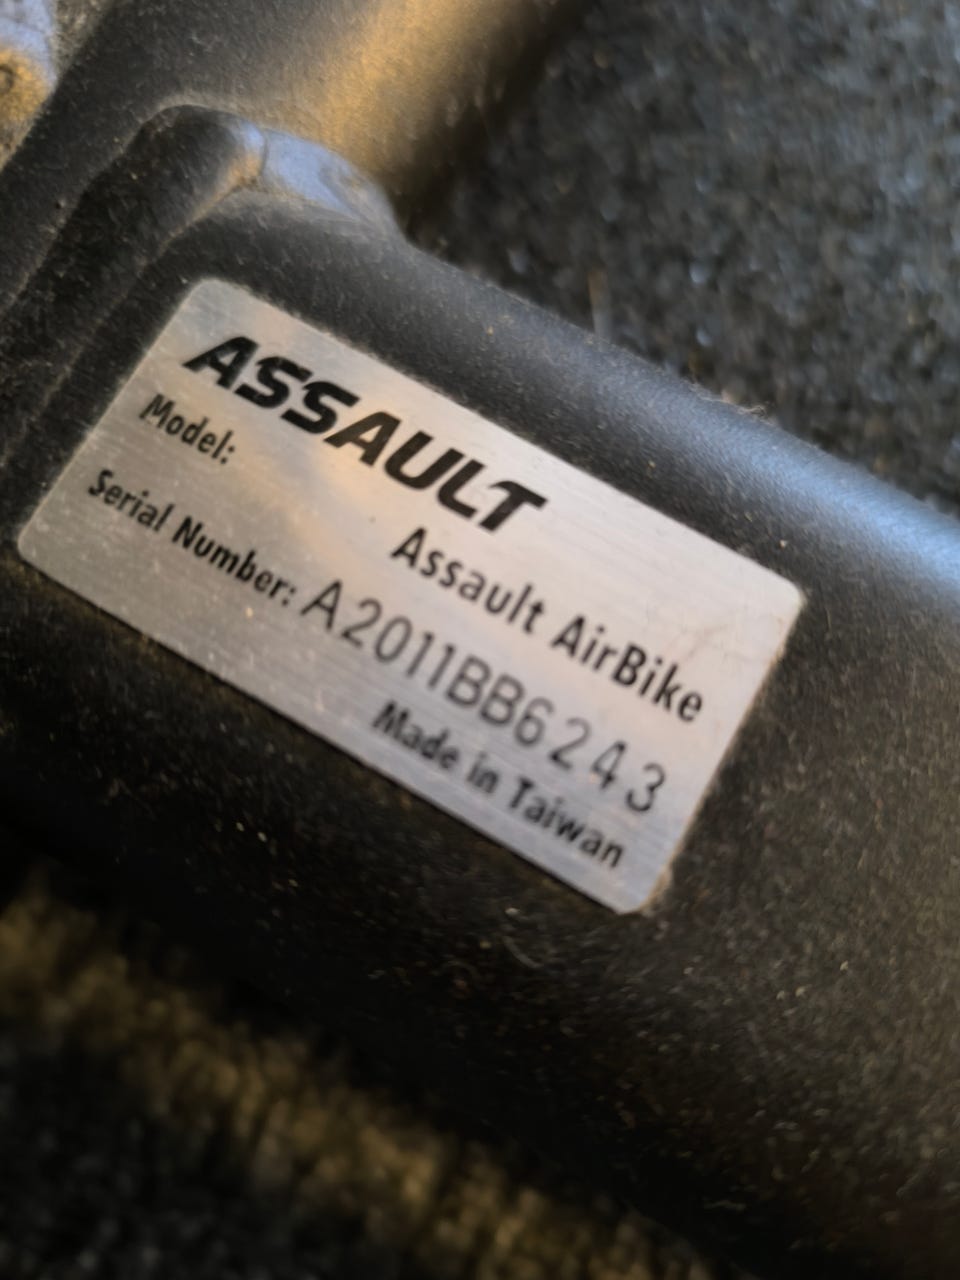 ASSAULT
Model: Assault AirBike
Serial Number: A2011BB6243
Made in Taiwan